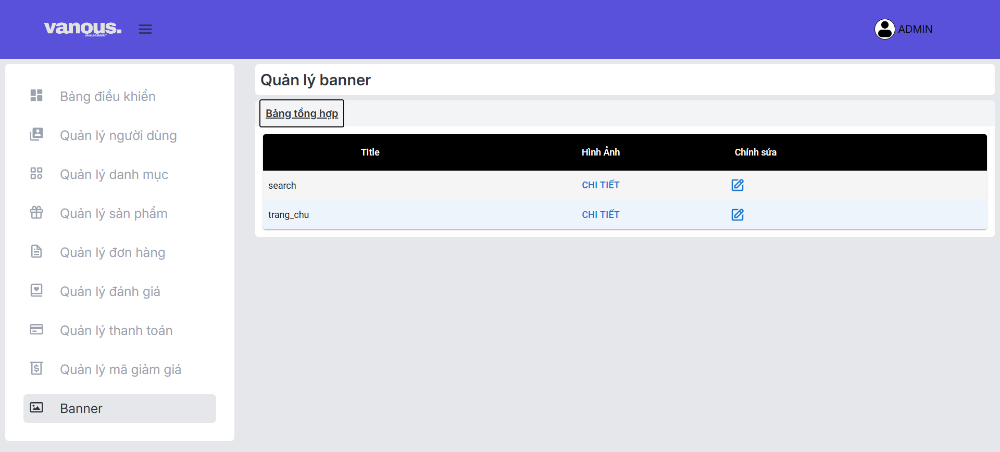 vanous.
MANAGEMENT
ADMIN
Bảng điều khiển
Quản lý người dùng
Quản lý danh mục
Quản lý sản phẩm
Quản lý đơn hàng
Quản lý đánh giá
Quản lý thanh toán
Quản lý mã giảm giá
Banner
Quản lý banner
Bảng tổng hợp
Title Hình Ảnh Chỉnh sửa
search CHI TIẾT
trang_chu CHI TIẾT